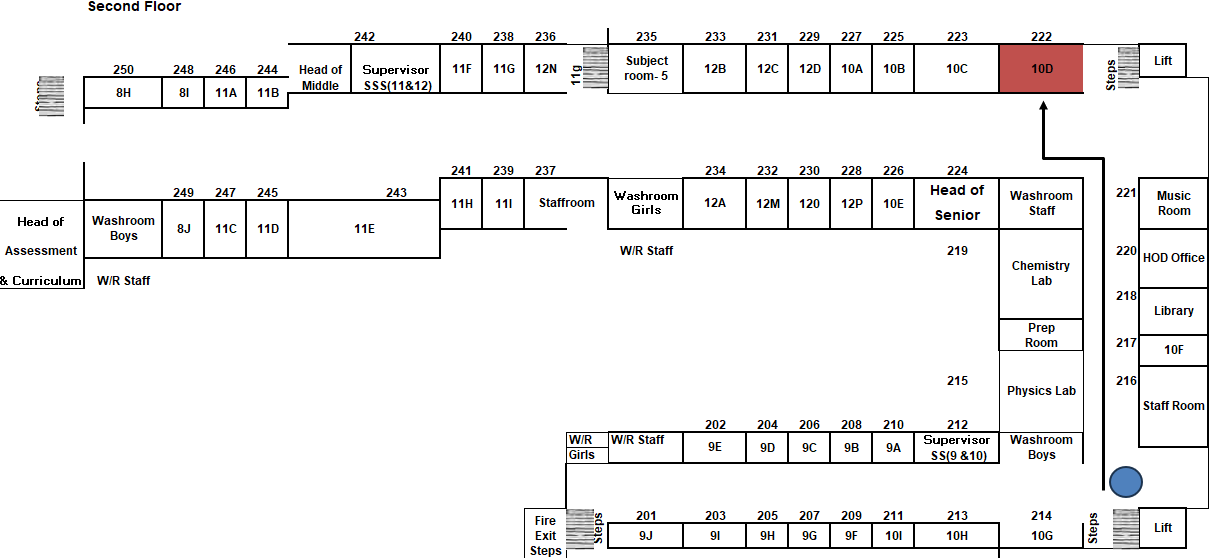 Second Floor
242 240 238 236 235 233 231 229 227 225 223 222
250 248 246 244
Head of
Middle
Supervisor
SSS(11&12)
11F 11G 12N
11g
Subject
room- 5
12B 12C 12D 10A 10B 10C 10D
Steps
Lift
8H 8I 11A 11B
241 239 237 234 232 230 228 226 224
249 247 245 243
221
Music
Room
Head of
Assessment
& Curriculum
Washroom
Boys
8J 11C 11D 11E
11H 11I Staffroom
Washroom
Girls
12A 12M 120 12P 10E
Head of
Senior
Washroom
Staff
W/R Staff
W/R Staff
219
220
HOD Office
Chemistry
Lab
218
Library
Prep
Room
217
10F
215
216
Physics Lab
Staff Room
202 204 206 208 210 212
W/R
Girls
W/R Staff
9E 9D 9C 9B 9A
Supervisor
SS(9 &10)
Washroom
Boys
201 203 205 207 209 211 213 214
Fire
Exit
Steps
Steps
9J 9I 9H 9G 9F 10I 10H 10G
Steps
Lift